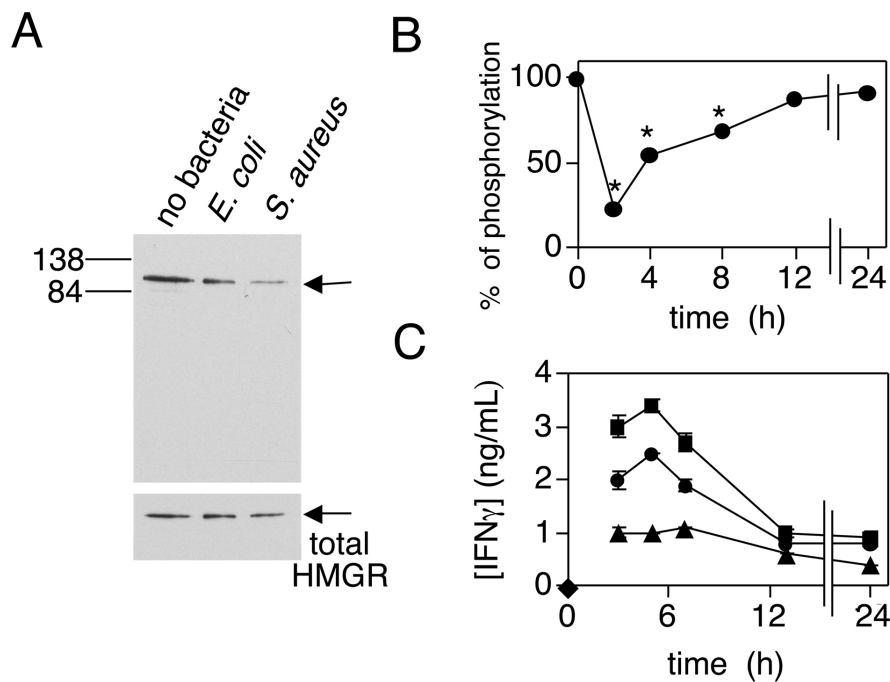 A
no bacteria
E. coli
S. aureus
138
84
total
HMGR
B
% of phosphorylation
100
50
0
* * *
0 4 8 12 24
time (h)
C
[IFNγ] (ng/mL)
4
3
2
1
0
0 6 12 24
time (h)